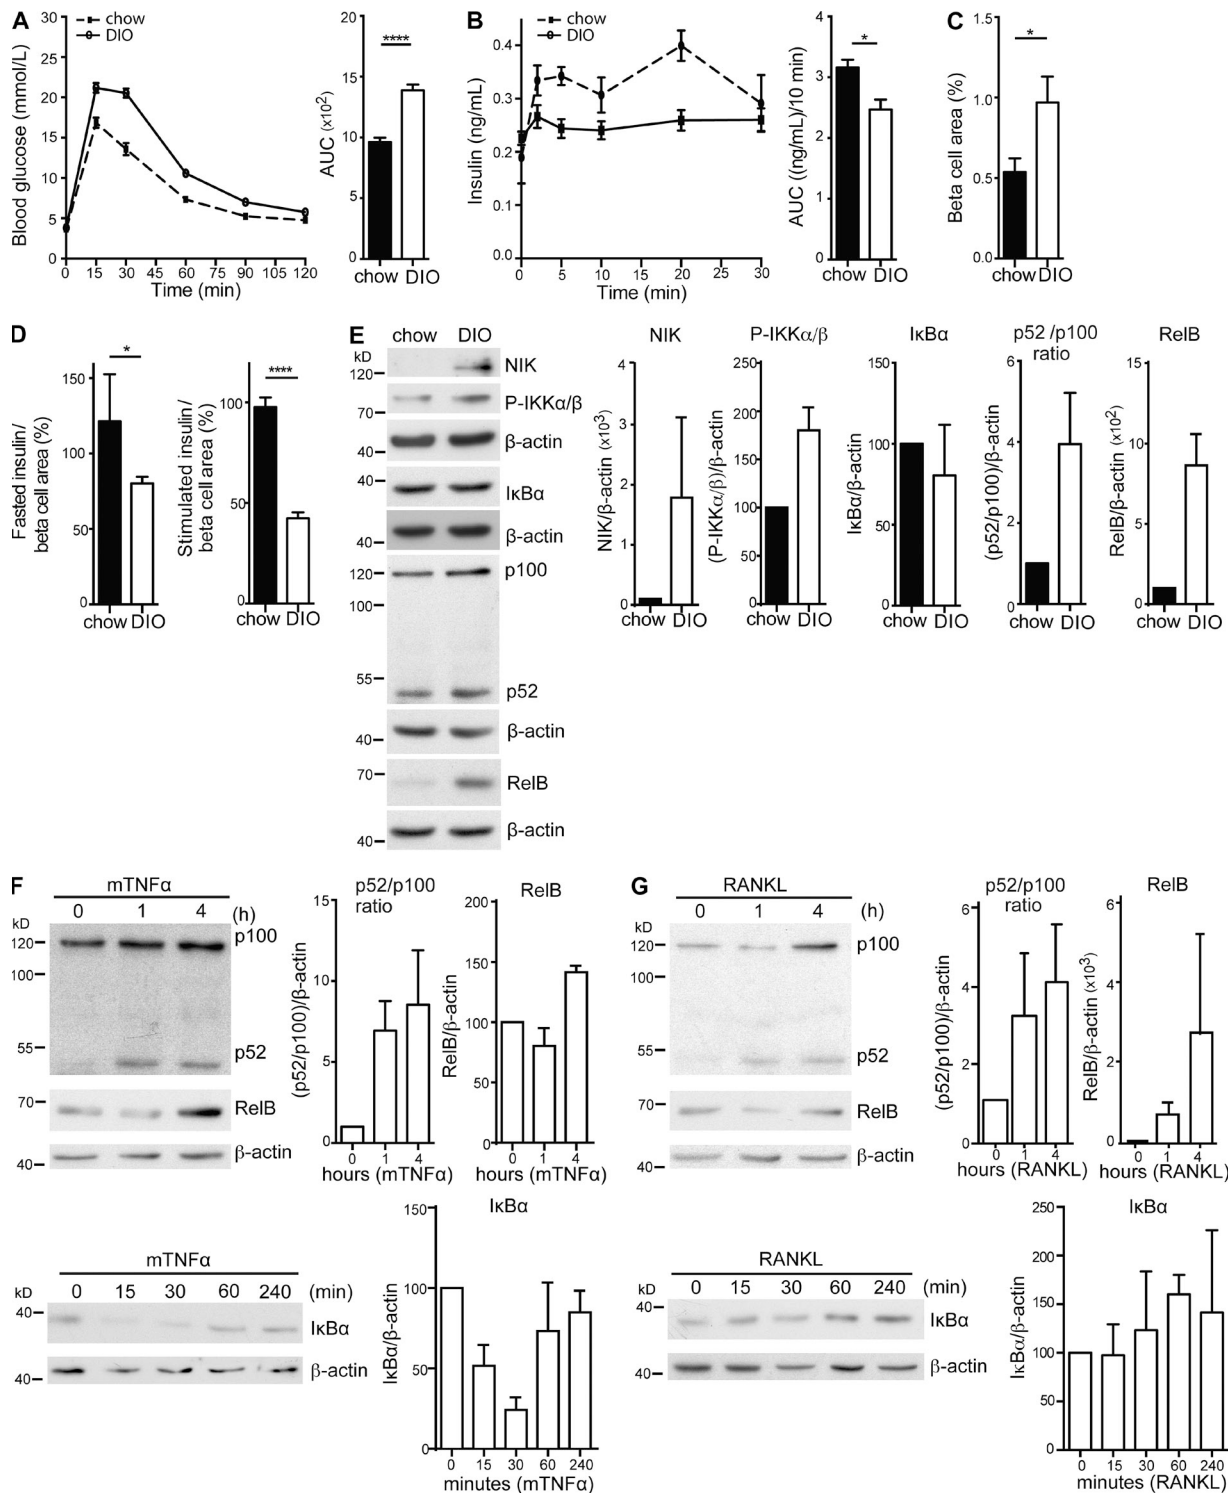 A
chow
DIO
Blood glucose (mmol/L)
30
25
20
15
10
5
0
0 15 30 45 60 75 90 105 120
Time (min)
AUC (x10²)
20
15
10
5
0
****
chow DIO
B
chow
DIO
Insulin (ng/mL)
0.4
0.3
0.2
0.1
0.0
0 5 10 15 20 25 30
Time (min)
AUC ((ng/mL)/10 min)
4
3
2
1
0
*
chow DIO
C
Beta cell area (%)
1.5
1.0
0.5
0.0
*
chow DIO
D
Fasted insulin/
beta cell area (%)
150
100
50
0
*
chow DIO
Stimulated insulin/
beta cell area (%)
100
50
0
****
chow DIO
E
chow DIO
kD
120
NIK
70
P-IKKα/β
40
β-actin
40
IκBα
40
β-actin
120
p100
100
55
p52
40
β-actin
70
RelB
40
β-actin
NIK
NIK/β-actin (x10³)
4
3
2
1
0
chow DIO
P-IKKα/β
(P-IKKα/β)/β-actin
250
200
150
100
50
0
chow DIO
IκBα
IκBα/β-actin
150
100
50
0
chow DIO
p52 /p100
ratio
(p52/p100)/β-actin
6
4
2
0
chow DIO
RelB
RelB/β-actin (x10²)
15
10
5
0
chow DIO
F
mTNFα
0 1 4 (h)
kD
120
p100
100
55
p52
70
RelB
40
β-actin
p52/p100
ratio
(p52/p100)/β-actin
15
10
5
0
0 1 4
hours (mTNFα)
RelB
RelB/β-actin
200
150
100
50
0
0 1 4
hours (mTNFα)
mTNFα
0 15 30 60 240 (min)
kD
40
IκBα
40
β-actin
IκBα
IκBα/β-actin
150
100
50
0
0 15 30 60 240
minutes (mTNFα)
G
RANKL
0 1 4 (h)
kD
120
p100
100
55
p52
70
RelB
40
β-actin
p52/p100
ratio
(p52/p100)/β-actin
6
4
2
0
0 1 4
hours (RANKL)
RelB
RelB/β-actin (x10³)
6
4
2
0
0 1 4
hours (RANKL)
RANKL
0 15 30 60 240 (min)
kD
40
IκBα
40
β-actin
IκBα
IκBα/β-actin
250
200
150
100
50
0
0 15 30 60 240
minutes (RANKL)